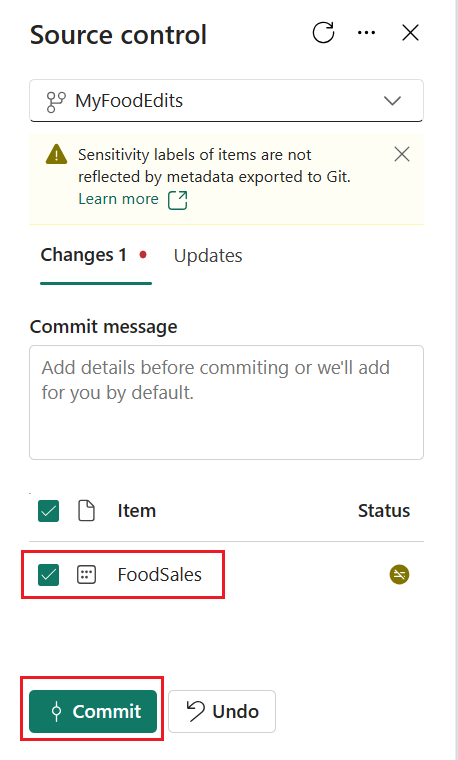 Source control
MyFoodEdits
Sensitivity labels of items are not
reflected by metadata exported to Git.
Learn more
Changes 1
Updates
Commit message
Add details before commiting or we'll add
for you by default.
Item Status
FoodSales
Commit Undo